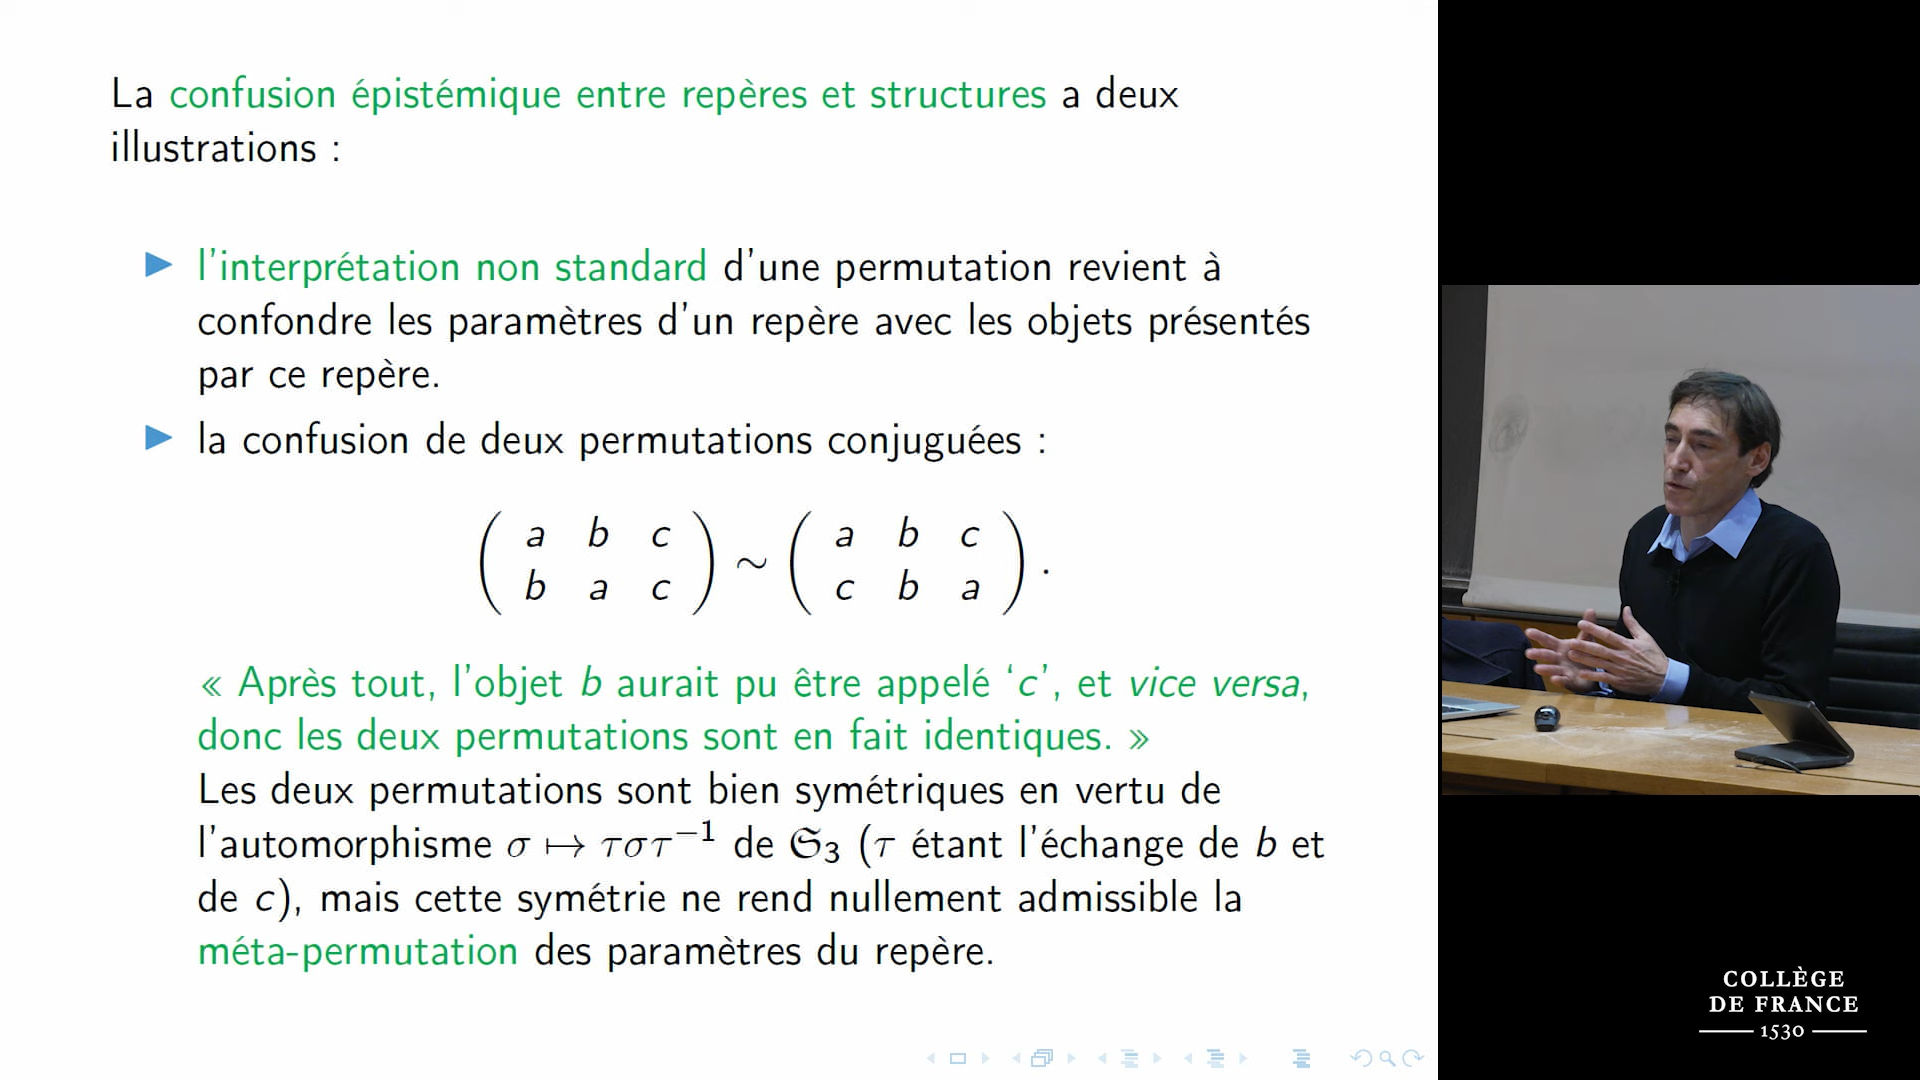 La confusion épistémique entre repères et structures a deux
illustrations :
l'interprétation non standard d'une permutation revient à
confondre les paramètres d'un repère avec les objets présentés
par ce repère.
la confusion de deux permutations conjuguées :
( a b c ) ∼ ( a b c ) .
( b a c )   ( c b a )
« Après tout, l'objet b aurait pu être appelé ‘c’, et vice versa,
donc les deux permutations sont en fait identiques. »
Les deux permutations sont bien symétriques en vertu de
l'automorphisme σ ↦ τστ⁻¹ de 𝔖₃ (τ étant l'échange de b et
de c), mais cette symétrie ne rend nullement admissible la
méta-permutation des paramètres du repère.
COLLÈGE
DE FRANCE
1530